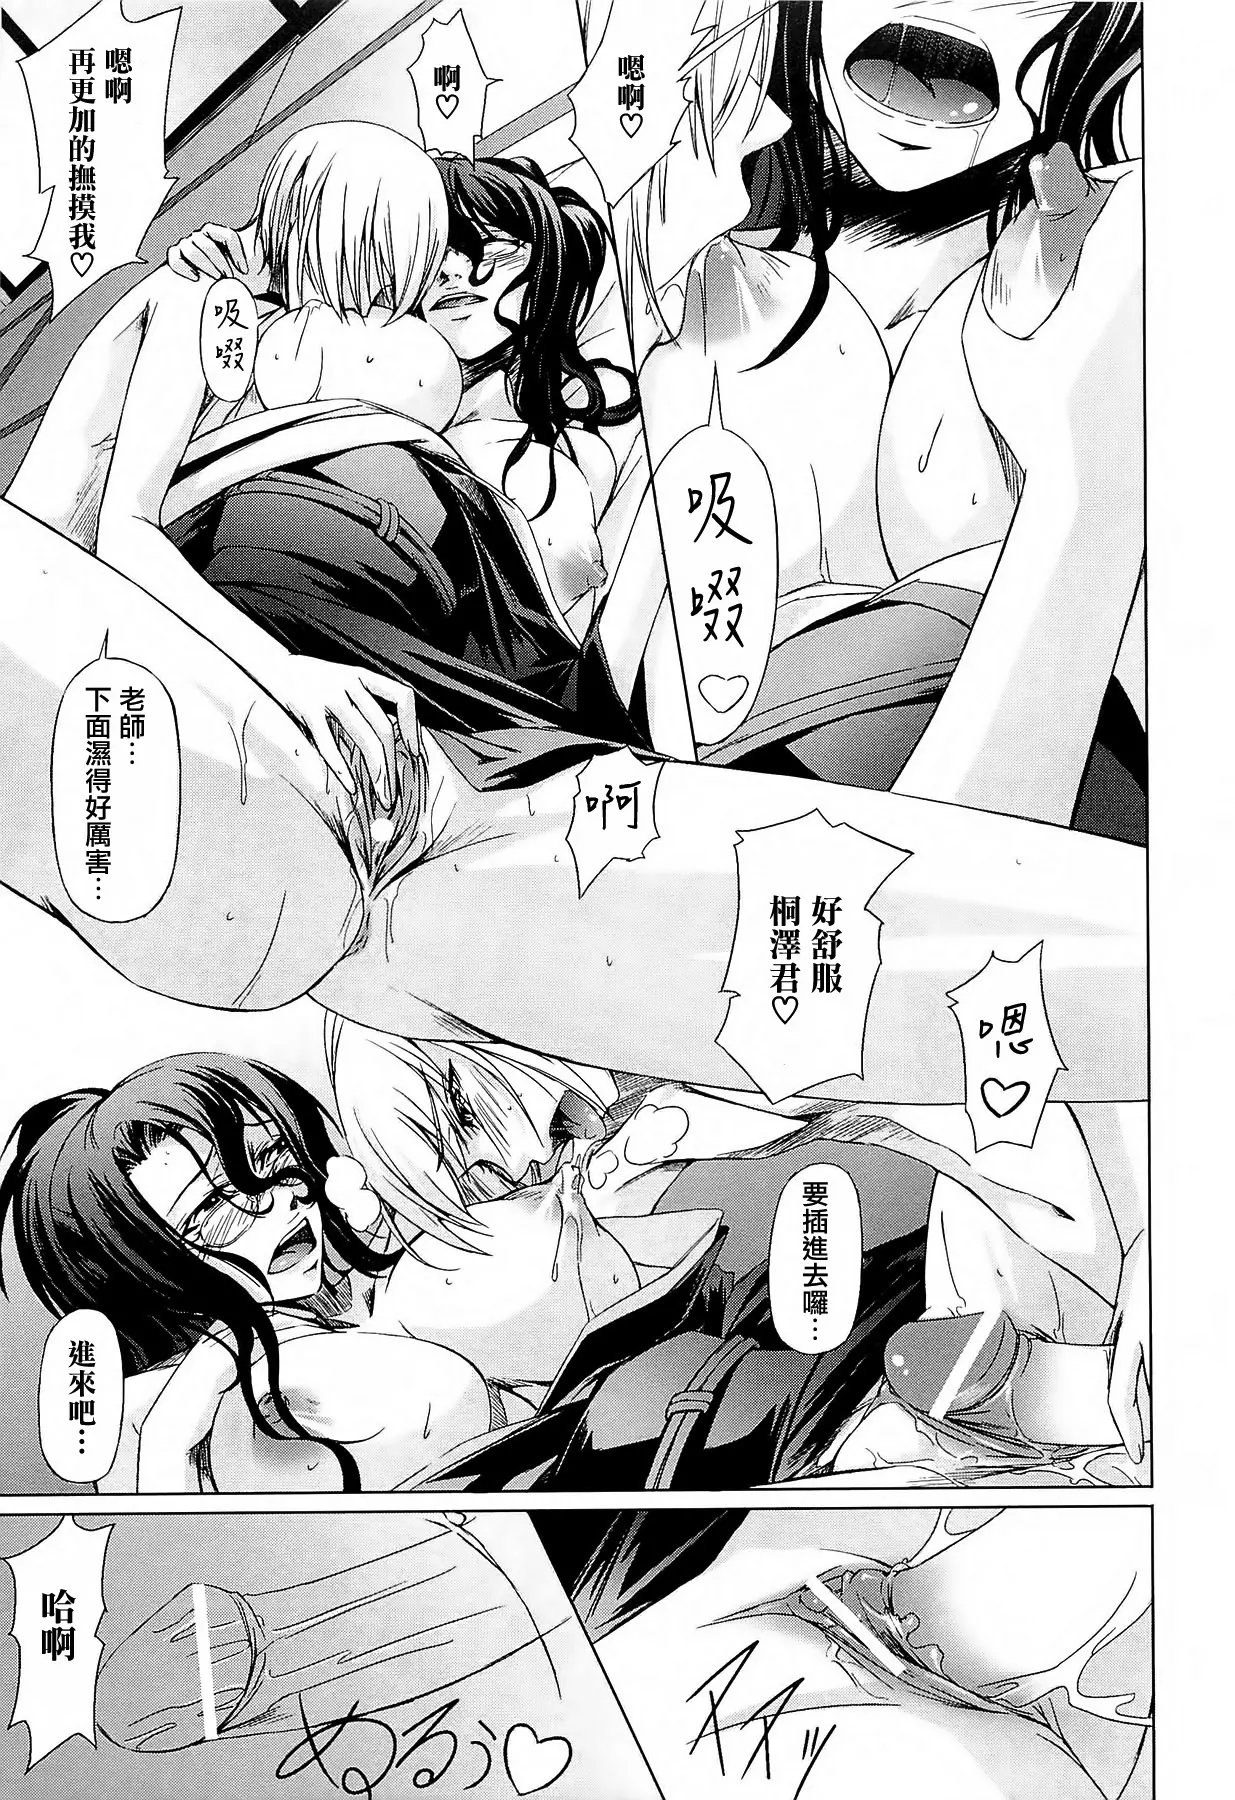 嗯啊♡
啊♡
嗯啊
再更加的撫摸我♡
吸啜♡
吸啜
老師…
下面濕得好厲害…
啊
好舒服
桐澤君♡
嗯♡
要插進去囉…
進來吧…
哈啊
ぬるぅ♡